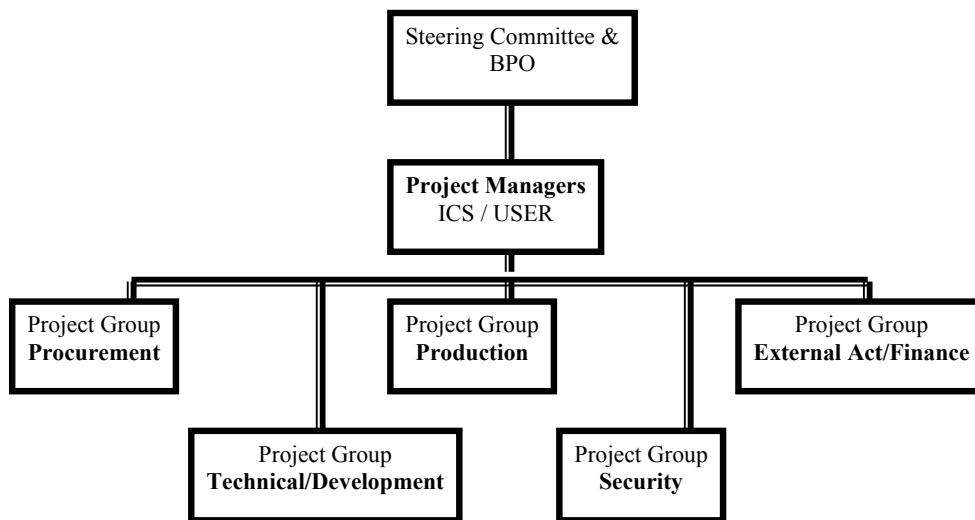 Steering Committee &
BPO
Project Managers
ICS / USER
Project Group
Procurement
Project Group
Production
Project Group
External Act/Finance
Project Group
Technical/Development
Project Group
Security